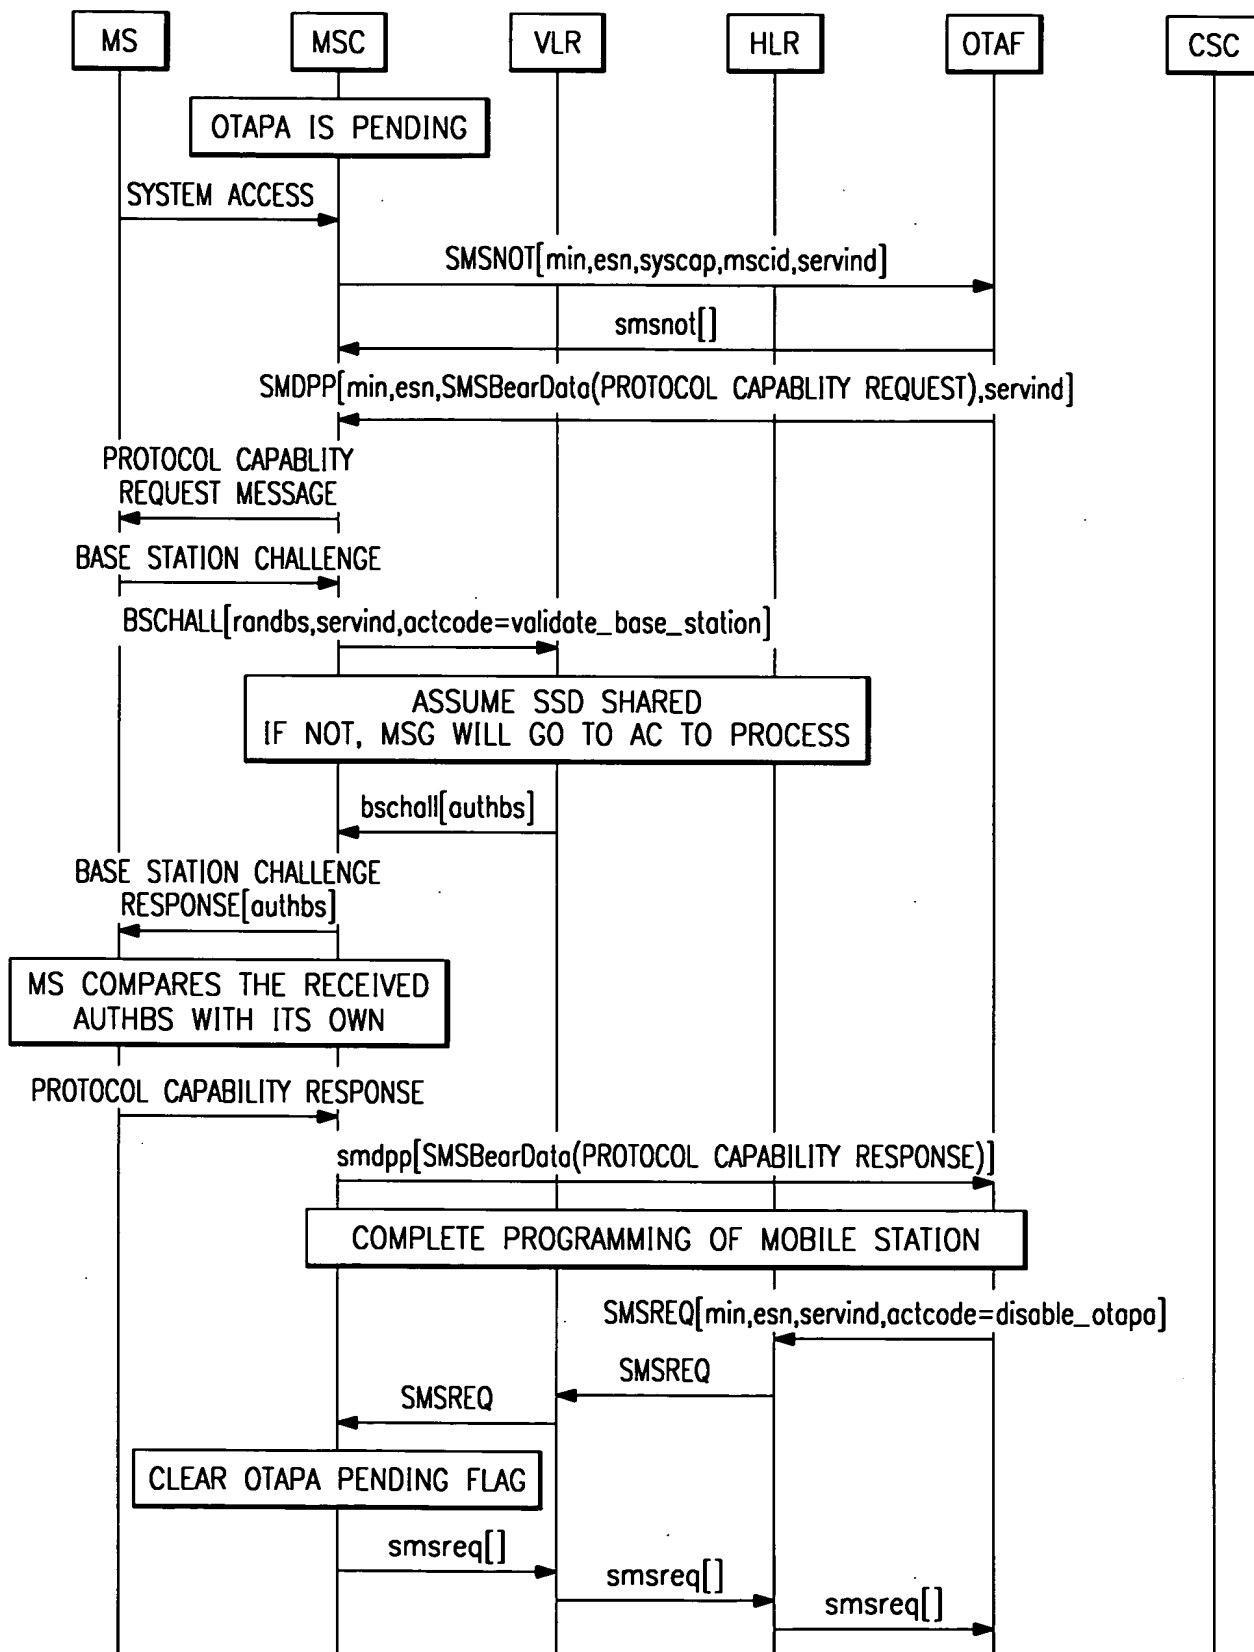 MS
MSC
VLR
HLR
OTAF
CSC
OTAPA IS PENDING
SYSTEM ACCESS
SMSNOT[min,esn,syscap,mscid,servind]
smsnot[]
SMDPP[min,esn,SMSBearData(PROTOCOL CAPABLITY REQUEST),servind]
PROTOCOL CAPABLITY
REQUEST MESSAGE
BASE STATION CHALLENGE
BSCHALL[randbs,servind,actcode=validate_base_station]
ASSUME SSD SHARED
IF NOT, MSG WILL GO TO AC TO PROCESS
bschall[authbs]
BASE STATION CHALLENGE
RESPONSE[authbs]
MS COMPARES THE RECEIVED
AUTHBS WITH ITS OWN
PROTOCOL CAPABILITY RESPONSE
smdpp[SMSBearData(PROTOCOL CAPABILITY RESPONSE)]
COMPLETE PROGRAMMING OF MOBILE STATION
SMSREQ[min,esn,servind,actcode=disable_otapa]
SMSREQ
SMSREQ
CLEAR OTAPA PENDING FLAG
smsreq[]
smsreq[]
smsreq[]